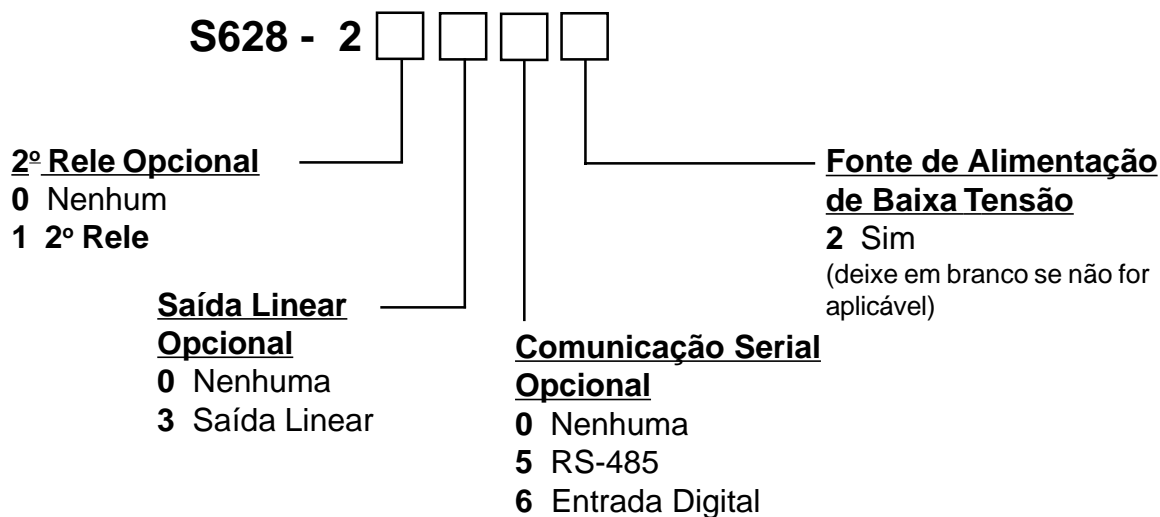 S628 - 2
2º Rele Opcional
0 Nenhum
1 2º Rele
Saída Linear
Opcional
0 Nenhuma
3 Saída Linear
Comunicação Serial
Opcional
0 Nenhuma
5 RS-485
6 Entrada Digital
Fonte de Alimentação
de Baixa Tensão
2 Sim
(deixe em branco se não for
aplicável)